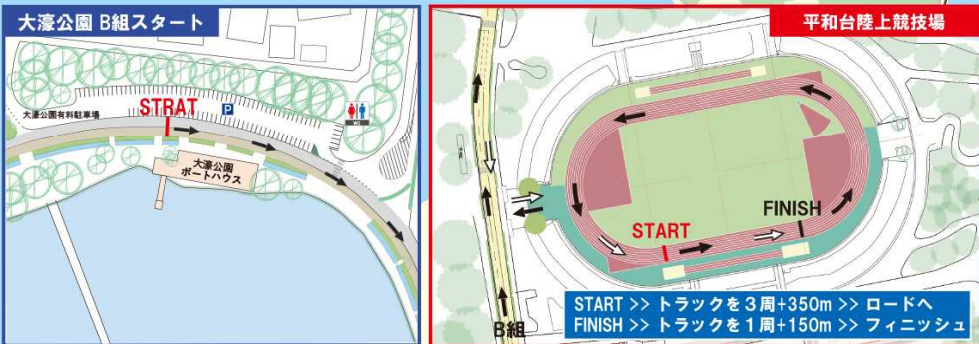 大濠公園 B組スタート
STRAT
P
大濠公園有料駐車場
大濠公園
ボートハウス
平和台陸上競技場
START
FINISH
B組
START >> トラックを3周+350m >> ロードへ
FINISH >> トラックを1周+150m >> フィニッシュ